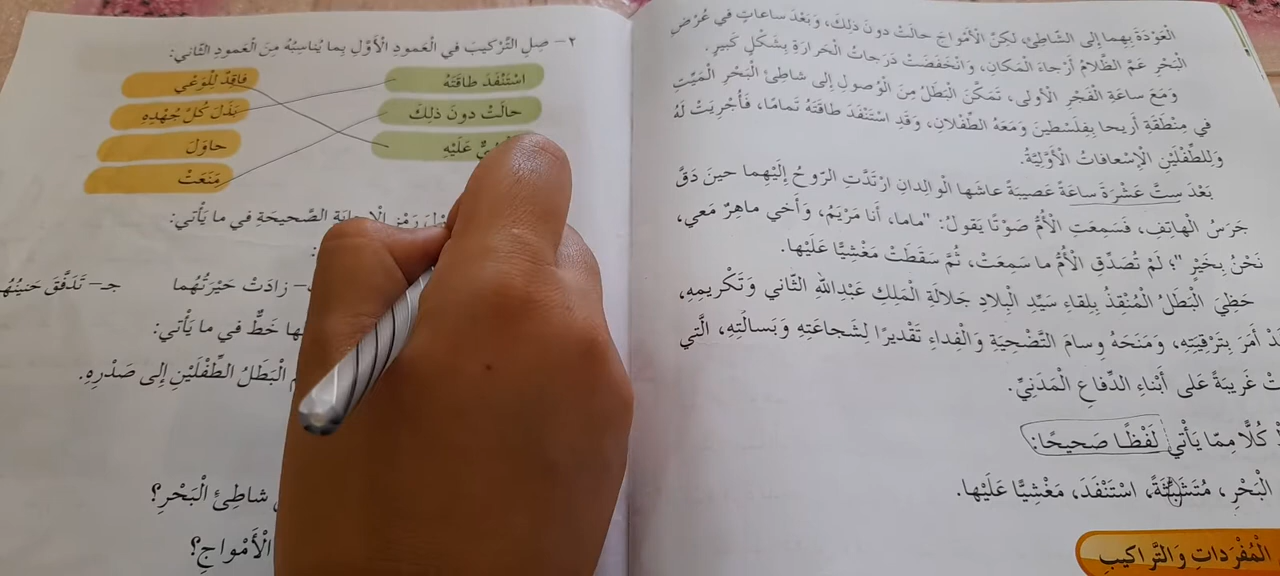 الْعَوْدَةَ بِهِما إِلى الشّاطِئِ، لكِنَّ الْأَمْواجَ حالَتْ دونَ ذلِكَ، وَبَعْدَ ساعاتٍ في عُرْضِ
الْبَحْرِ عَمَّ الظَّلامُ أَرْجاءَ الْمَكانِ، وَانْخَفَضَتْ دَرَجاتُ الْحَرارَةِ بِشَكْلٍ كَبيرٍ.
وَمَعَ ساعَةِ الْفَجْرِ الْأولى، تَمَكَّنَ الْبَطَلُ مِنَ الْوُصولِ إِلى شاطِئِ الْبَحْرِ الْمَيِّتِ
في مِنْطَقَةِ أَريحا بِفِلَسْطينَ وَمَعَهُ الطِّفْلانِ، وَقَدِ اسْتَنْفَدَ طاقَتَهُ تَمامًا، فَأُجْرِيَتْ لَهُ
وَلِلطِّفْلَيْنِ الْإِسْعافاتُ الْأَوَّلِيَّةُ.
بَعْدَ سِتَّ عَشْرَةَ ساعَةً عَصيبَةً عاشَها الْوالِدانِ ارْتَدَّتِ الرّوحُ إِلَيْهِما حينَ دَقَّ
جَرَسُ الْهاتِفِ، فَسَمِعَتِ الْأُمُّ صَوْتًا يَقولُ: "ماما، أَنا مَرْيَمُ، وَأَخي ماهِرٌ مَعي،
نَحْنُ بِخَيْرٍ"؛ لَمْ تُصَدِّقِ الْأُمُّ ما سَمِعَتْ، ثُمَّ سَقَطَتْ مَغْشِيًّا عَلَيْها.
حَظِيَ الْبَطَلُ الْمُنْقِذُ بِلِقاءِ سَيِّدِ الْبِلادِ جَلالَةِ الْمَلِكِ عَبْدِاللهِ الثّاني وَتَكْريمِهِ،
أَمَرَ بِتَرْقِيَتِهِ، وَمَنَحَهُ وِسامَ التَّضْحِيَةِ وَالْفِداءِ تَقْديرًا لِشَجاعَتِهِ وَبَسالَتِهِ، الَّتي
غَريبَةً عَلى أَبْناءِ الدِّفاعِ الْمَدَنِيِّ.
كُلًّا مِمّا يَأْتي لَفْظًا صَحيحًا:
الْبَحْرِ، مُتَشَبِّثَةً، اسْتَنْفَدَ، مَغْشِيًّا عَلَيْها.
الْمُفْرَداتِ وَالتَّراكيبِ
٢- صِلِ التَّرْكيبَ في الْعَمودِ الْأَوَّلِ بِما يُناسِبُهُ مِنَ الْعَمودِ الثّاني:
اسْتَنْفَدَ طاقَتَهُ فاقِدٌ لِلْوَعْيِ
حالَتْ دونَ ذلِكَ بَذَلَ كُلَّ جُهْدِهِ
عَلَيْهِ حاوَلَ
مَنَعَتْ
رَمْزِ الْإِجابَةِ الصَّحيحَةِ في ما يَأْتي:
زادَتْ حَيْرَتُهُما جـ- تَدَفَّقَ
خَطٌّ في ما يَأْتي:
الْبَطَلُ الطِّفْلَيْنِ إِلى صَدْرِهِ.
شاطِئِ الْبَحْرِ؟
الْأَمْواجِ؟